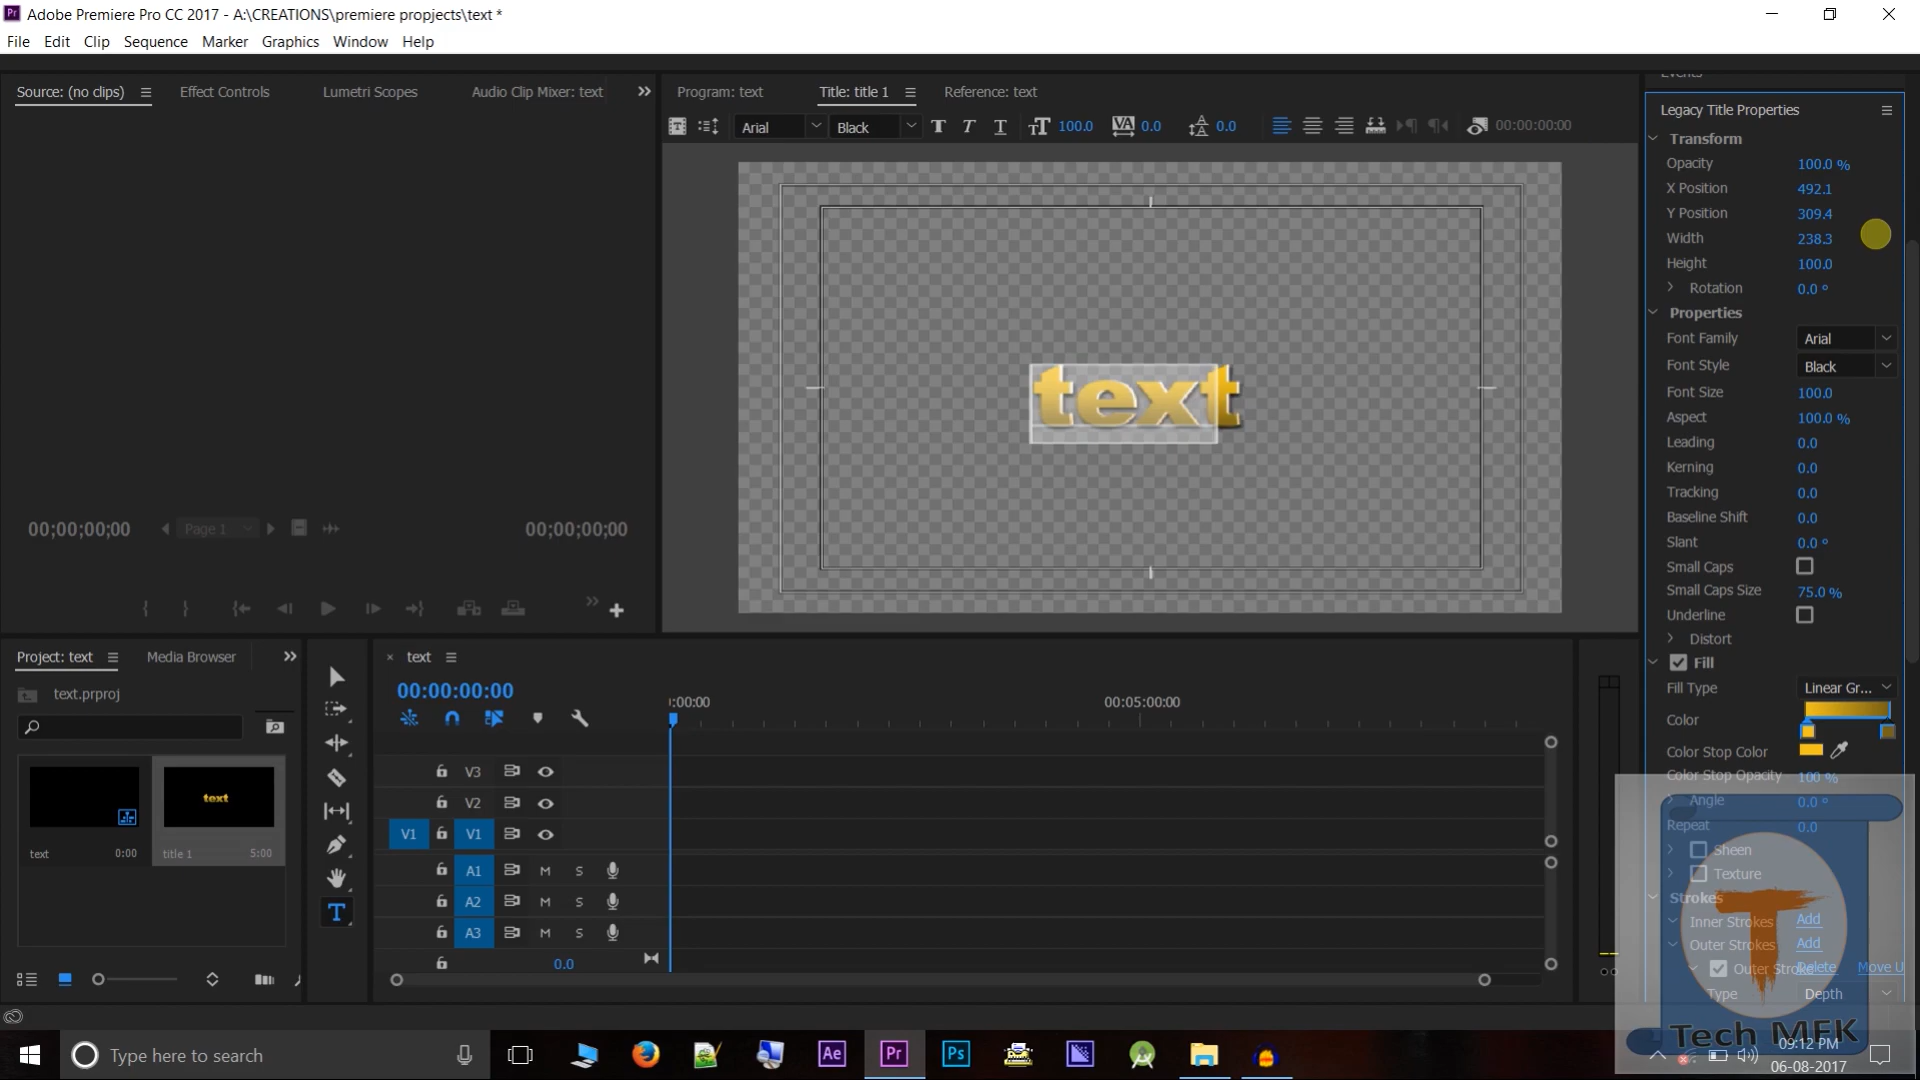 Adobe Premiere Pro CC 2017 - A:\CREATIONS\premiere propjects\text *
File Edit Clip Sequence Marker Graphics Window Help
Source: (no clips) Effect Controls Lumetri Scopes Audio Clip Mixer: text
Program: text Title: title 1 Reference: text
Arial Black 100.0 0.0 0.0 00:00:00:00
text
00;00;00;00 Page 1 00;00;00;00
Events
Legacy Title Properties
Transform
Opacity 100.0 %
X Position 492.1
Y Position 309.4
Width 238.3
Height 100.0
Rotation 0.0 °
Properties
Font Family Arial
Font Style Black
Font Size 100.0
Aspect 100.0 %
Leading 0.0
Kerning 0.0
Tracking 0.0
Baseline Shift 0.0
Slant 0.0 °
Small Caps
Small Caps Size 75.0 %
Underline
Distort
Fill
Fill Type Linear Gr...
Color
Color Stop Color
Color Stop Opacity 100 %
Angle 0.0 °
Repeat 0.0
Sheen
Texture
Strokes
Inner Strokes Add
Outer Strokes Add
Outer Stroke Delete Move U
Type Depth
Project: text Media Browser
text.prproj
text
text 0:00 title 1 5:00
text
00:00:00:00
:00:00 00:05:00:00
V3
V2
V1 V1
A1 M S
A2 M S
A3 M S
0.0
T
Tech MFK
Type here to search
Ae Pr Ps
09:12 PM
06-08-2017